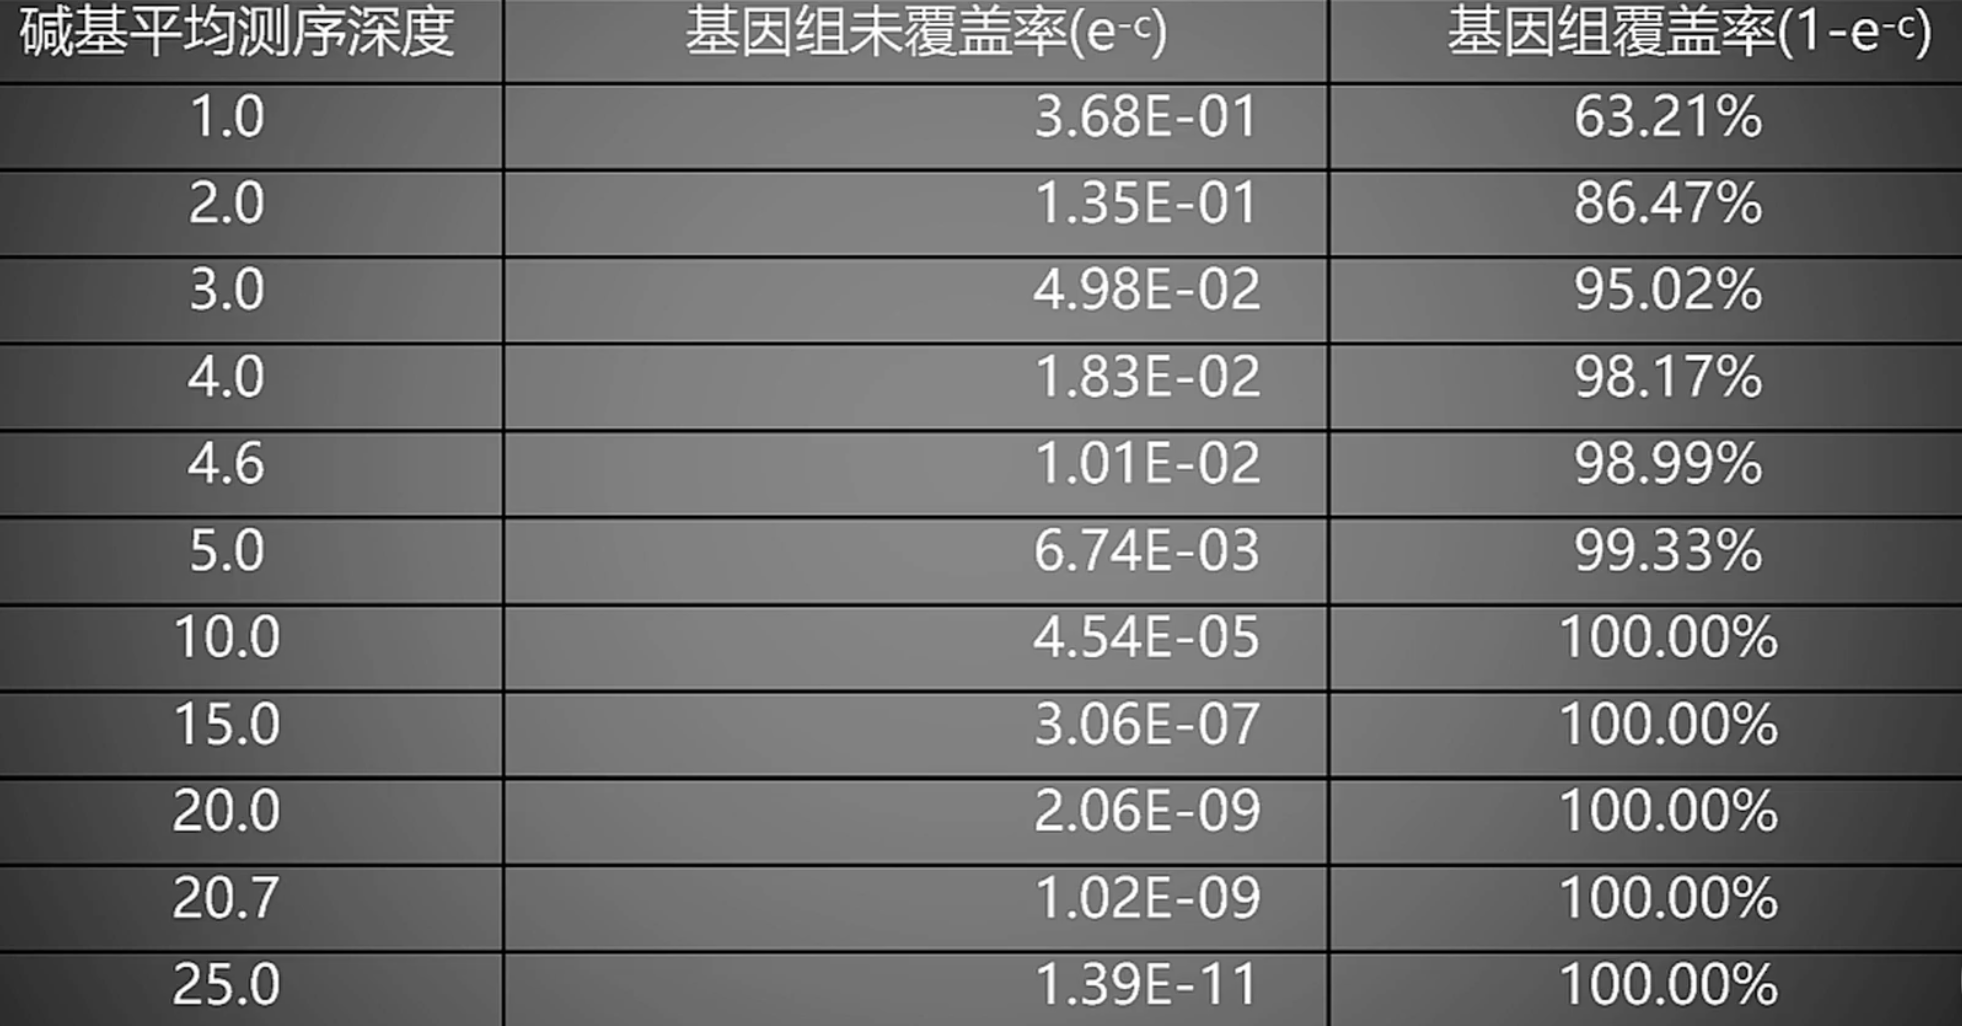 碱基平均测序深度 基因组未覆盖率(e-c) 基因组覆盖率(1-e-c)
1.0 3.68E-01 63.21%
2.0 1.35E-01 86.47%
3.0 4.98E-02 95.02%
4.0 1.83E-02 98.17%
4.6 1.01E-02 98.99%
5.0 6.74E-03 99.33%
10.0 4.54E-05 100.00%
15.0 3.06E-07 100.00%
20.0 2.06E-09 100.00%
20.7 1.02E-09 100.00%
25.0 1.39E-11 100.00%